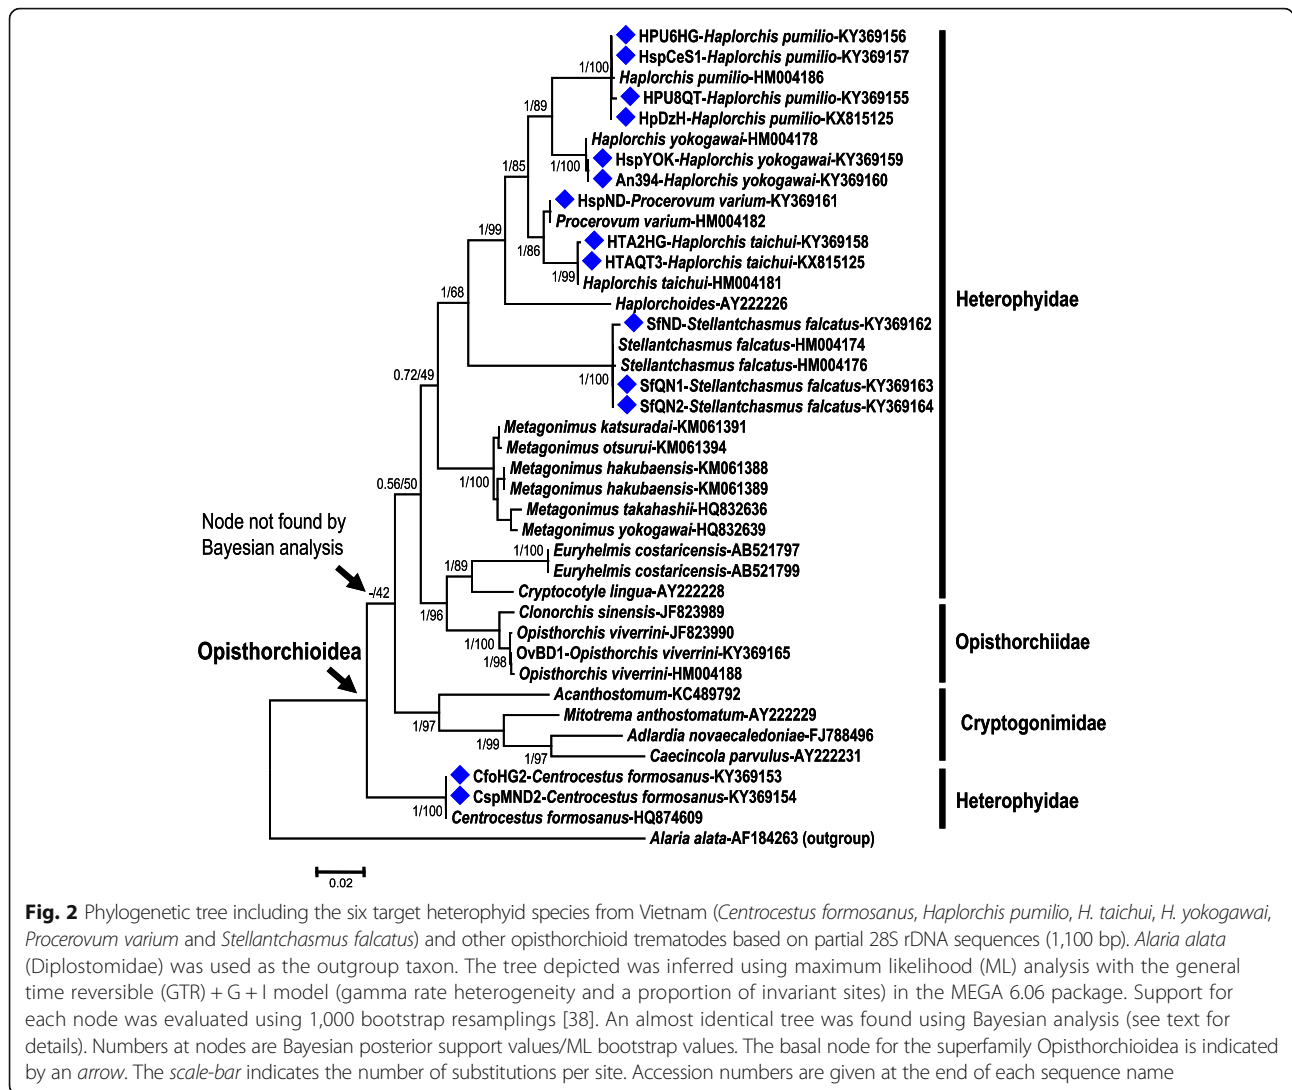 HPU6HG-Haplorchis pumilio-KY369156
HspCeS1-Haplorchis pumilio-KY369157
1/100
Haplorchis pumilio-HM004186
HPU8QT-Haplorchis pumilio-KY369155
1/89
HpDzH-Haplorchis pumilio-KX815125
Haplorchis yokogawai-HM004178
HspYOK-Haplorchis yokogawai-KY369159
1/100
1/85
An394-Haplorchis yokogawai-KY369160
HspND-Procerovum varium-KY369161
Procerovum varium-HM004182
1/99
HTA2HG-Haplorchis taichui-KY369158
1/86
HTAQT3-Haplorchis taichui-KX815125
1/99
Haplorchis taichui-HM004181
1/68
Haplorchoides-AY222226
Heterophyidae
SfND-Stellantchasmus falcatus-KY369162
Stellantchasmus falcatus-HM004174
Stellantchasmus falcatus-HM004176
0.72/49
1/100
SfQN1-Stellantchasmus falcatus-KY369163
SfQN2-Stellantchasmus falcatus-KY369164
Metagonimus katsuradai-KM061391
Metagonimus otsurui-KM061394
Metagonimus hakubaensis-KM061388
0.56/50
1/100
Metagonimus hakubaensis-KM061389
Metagonimus takahashii-HQ832636
Metagonimus yokogawai-HQ832639
Node not found by
Bayesian analysis
1/100
Euryhelmis costaricensis-AB521797
1/89
Euryhelmis costaricensis-AB521799
-/42
Cryptocotyle lingua-AY222228
1/96
Clonorchis sinensis-JF823989
Opisthorchis viverrini-JF823990
1/100
Opisthorchiidae
Opisthorchioidea
OvBD1-Opisthorchis viverrini-KY369165
1/98
Opisthorchis viverrini-HM004188
Acanthostomum-KC489792
Mitotrema anthostomatum-AY222229
1/97
Cryptogonimidae
Adlardia novaecaledoniae-FJ788496
1/99
Caecincola parvulus-AY222231
1/97
CfoHG2-Centrocestus formosanus-KY369153
CspMND2-Centrocestus formosanus-KY369154
Heterophyidae
1/100
Centrocestus formosanus-HQ874609
Alaria alata-AF184263 (outgroup)
0.02
Fig. 2 Phylogenetic tree including the six target heterophyid species from Vietnam (Centrocestus formosanus, Haplorchis pumilio, H. taichui, H. yokogawai,
Procerovum varium and Stellantchasmus falcatus) and other opisthorchioid trematodes based on partial 28S rDNA sequences (1,100 bp). Alaria alata
(Diplostomidae) was used as the outgroup taxon. The tree depicted was inferred using maximum likelihood (ML) analysis with the general
time reversible (GTR) + G + I model (gamma rate heterogeneity and a proportion of invariant sites) in the MEGA 6.06 package. Support for
each node was evaluated using 1,000 bootstrap resamplings [38]. An almost identical tree was found using Bayesian analysis (see text for
details). Numbers at nodes are Bayesian posterior support values/ML bootstrap values. The basal node for the superfamily Opisthorchioidea is indicated
by an arrow. The scale-bar indicates the number of substitutions per site. Accession numbers are given at the end of each sequence name